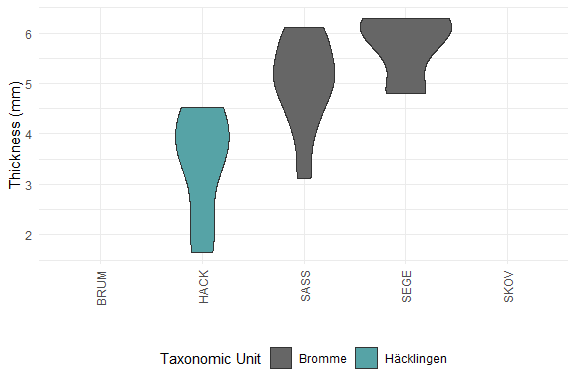 Thickness (mm)
6
5
4
3
2
BRUM
HACK
SASS
SEGE
SKOV
Taxonomic Unit Bromme Häcklingen